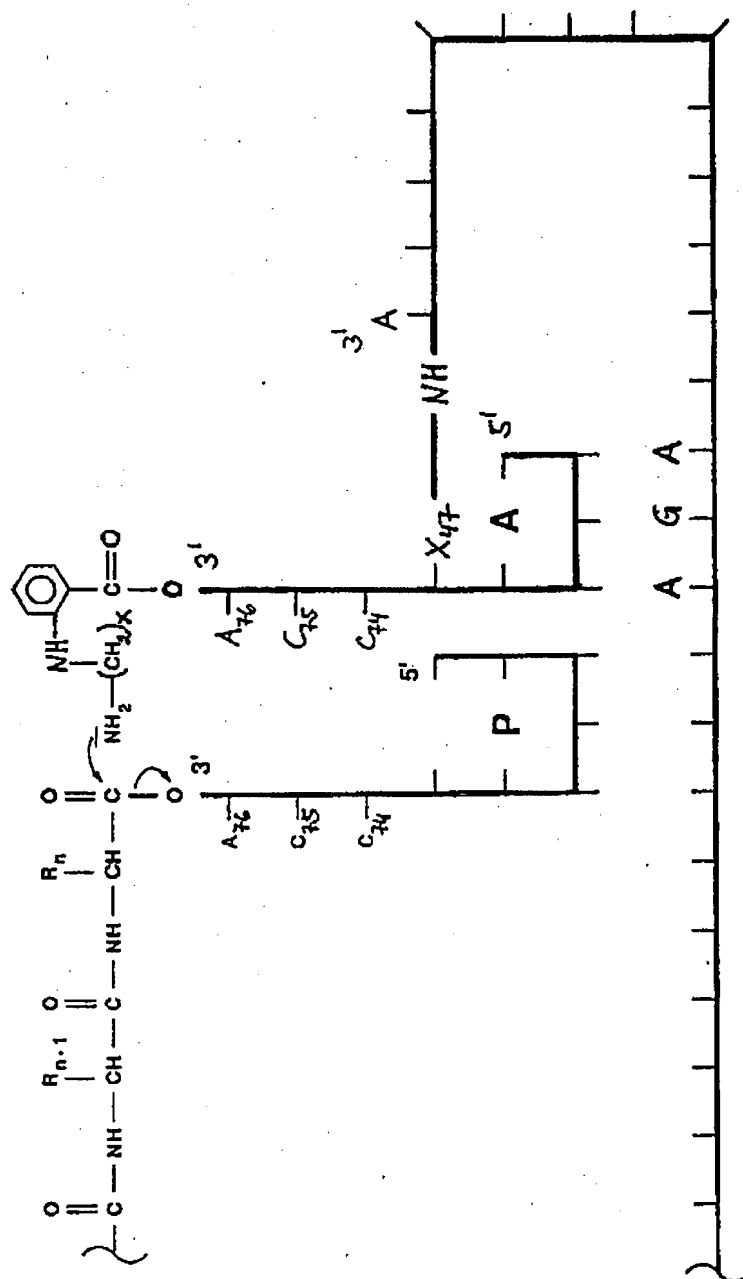 O R n+1 O R n O NH
C NH CH C NH CH C NH2 (CH2)x C O
O 3' O 3'
A76 A76
C75 C75
C74 C74
3' A
5' X47 NH
P A 5'
A G A